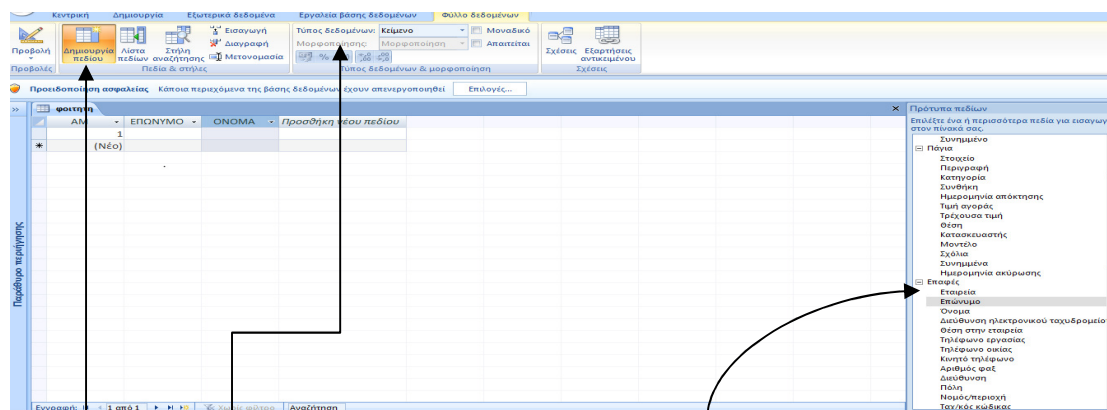 Κεντρική Δημιουργία Εξωτερικά δεδομένα Εργαλεία βάσης δεδομένων Φύλλο δεδομένων
Προβολή
Δημιουργία πεδίου
Λίστα πεδίων
Στήλη αναζήτησης
Εισαγωγή
Διαγραφή
Μετονομασία
Τύπος δεδομένων: Κείμενο
Μορφοποίησης: Μορφοποίηση
Μοναδικό
Απαιτείται
Σχέσεις
Εξαρτήσεις αντικειμένου
Προβολές Πεδία & στήλες Τύπος δεδομένων & μορφοποίηση Σχέσεις
Προειδοποίηση ασφαλείας Κάποια περιεχόμενα της βάσης δεδομένων έχουν απενεργοποιηθεί Επιλογές...
φοιτητη
ΑΜ ΕΠΩΝΥΜΟ ΟΝΟΜΑ Προσθήκη νέου πεδίου
1
(Νέο)
Παράθυρο περιήγησης
Πρότυπα πεδίων
Επιλέξτε ένα ή περισσότερα πεδία για εισαγωγ
στον πίνακά σας.
Συνημμένο
Πάγια
Στοιχείο
Περιγραφή
Κατηγορία
Συνθήκη
Ημερομηνία απόκτησης
Τιμή αγοράς
Τρέχουσα τιμή
Θέση
Κατασκευαστής
Μοντέλο
Σχόλια
Συνημμένα
Ημερομηνία ακύρωσης
Επαφές
Εταιρεία
Επώνυμο
Όνομα
Διεύθυνση ηλεκτρονικού ταχυδρομείο
Θέση στην εταιρεία
Τηλέφωνο εργασίας
Τηλέφωνο οικίας
Κινητό τηλέφωνο
Αριθμός φαξ
Διεύθυνση
Πόλη
Νομός/περιοχή
Ταχ/κός κώδικας
Εγγραφή: 1 από 1 Χωρίς φίλτρο Αναζήτηση